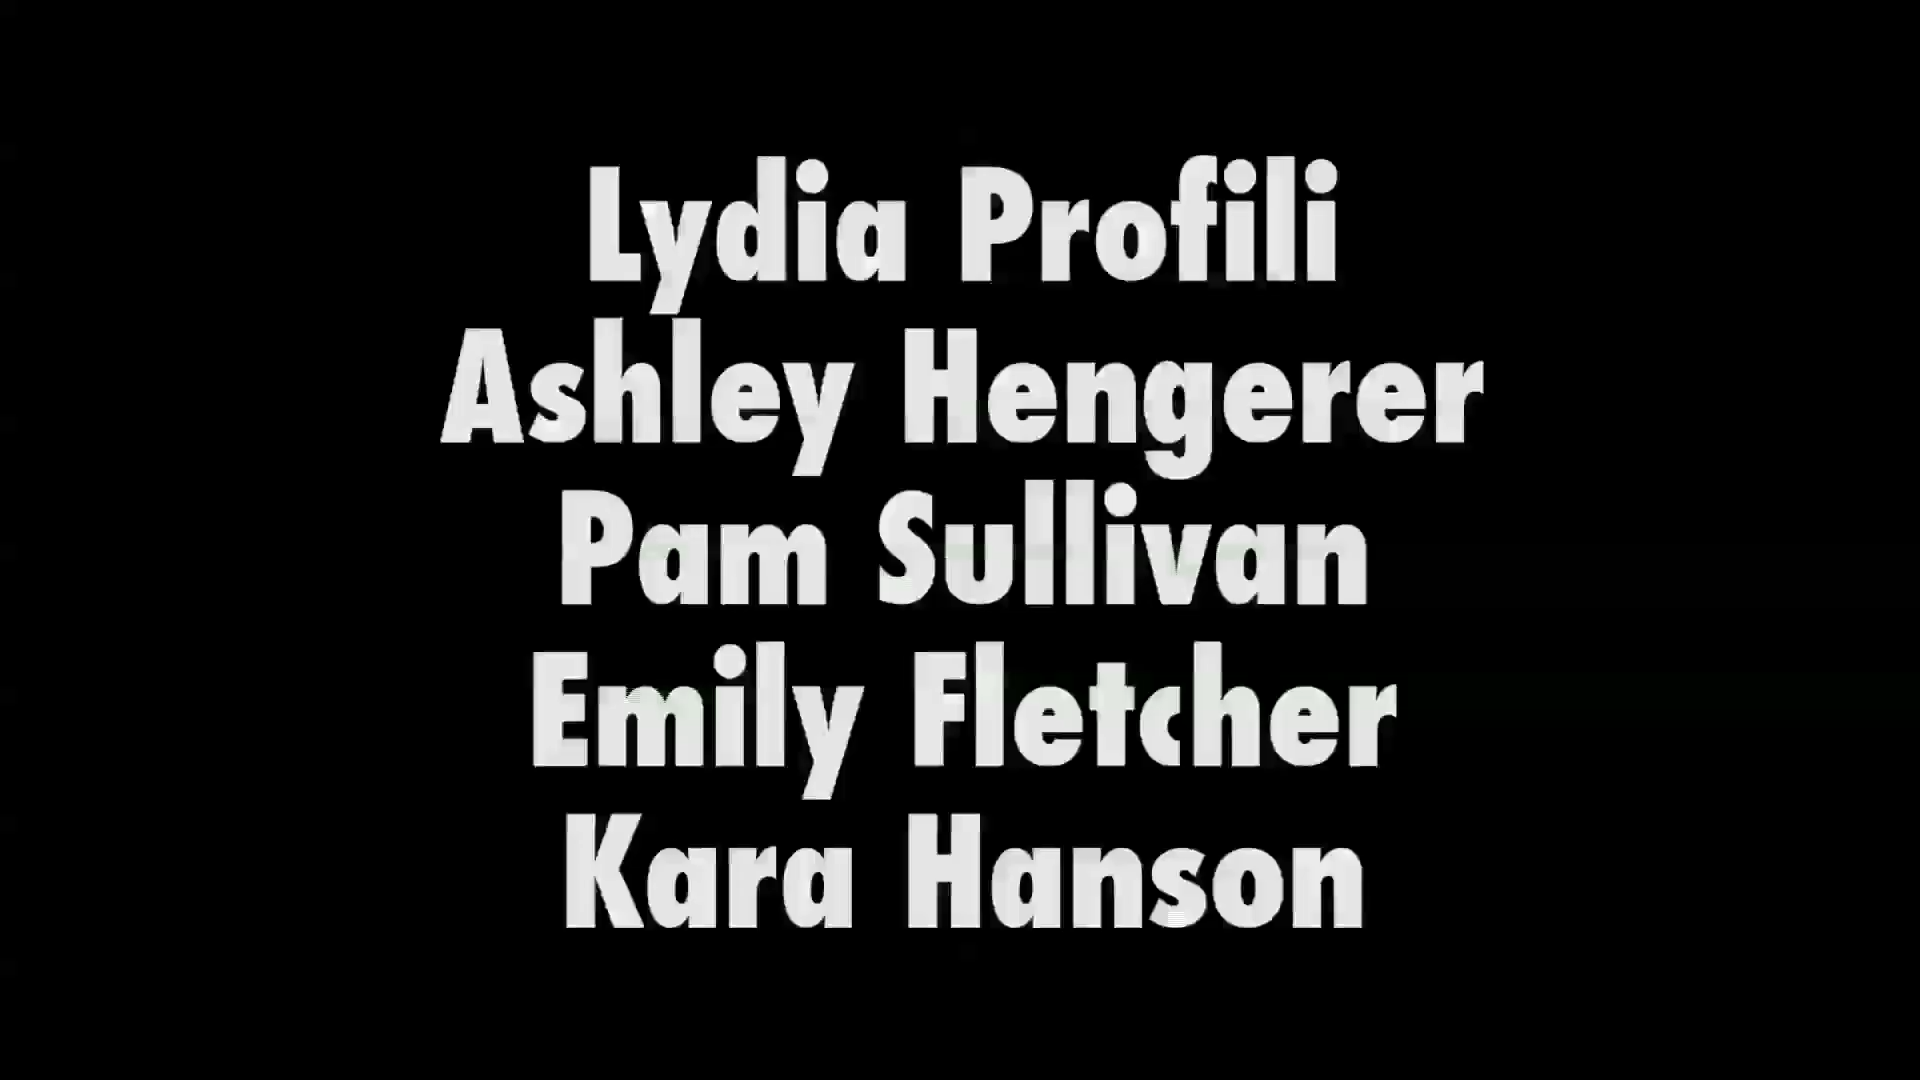 Lydia Profili
Ashley Hengerer
Pam Sullivan
Emily Fletcher
Kara Hanson